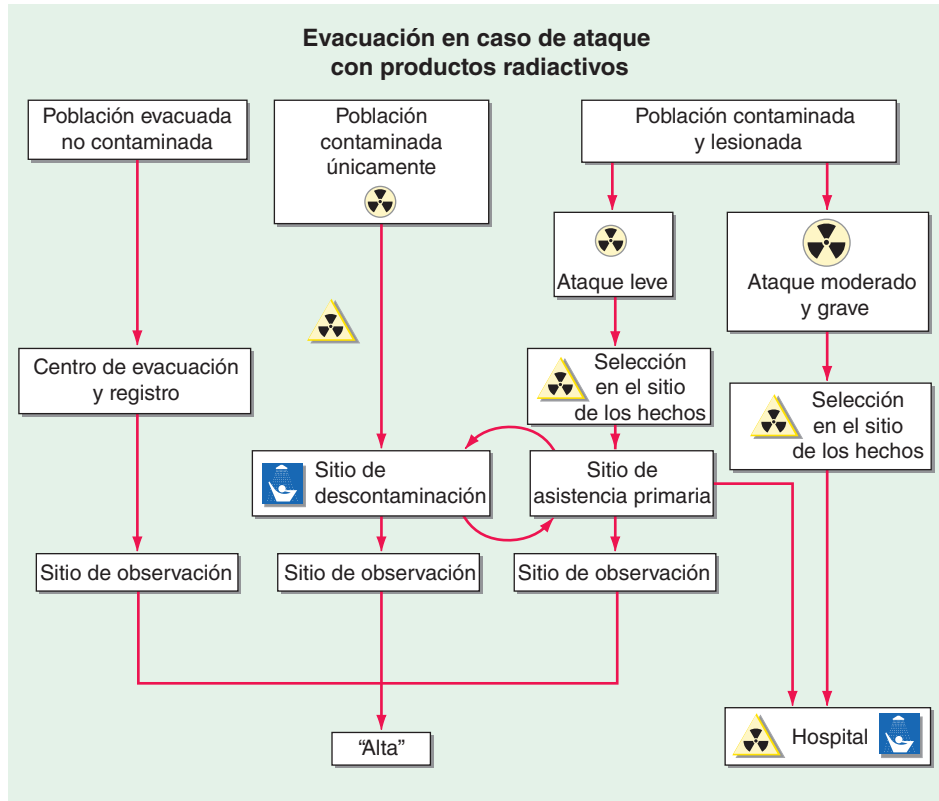 Evacuación en caso de ataque
con productos radiactivos
Población evacuada
no contaminada
Población
contaminada
únicamente
Población contaminada
y lesionada
Ataque leve
Ataque moderado
y grave
Centro de evacuación
y registro
Selección
en el sitio
de los hechos
Selección
en el sitio
de los hechos
Sitio de
descontaminación
Sitio de
asistencia primaria
Sitio de observación
Sitio de observación
Sitio de observación
“Alta”
Hospital